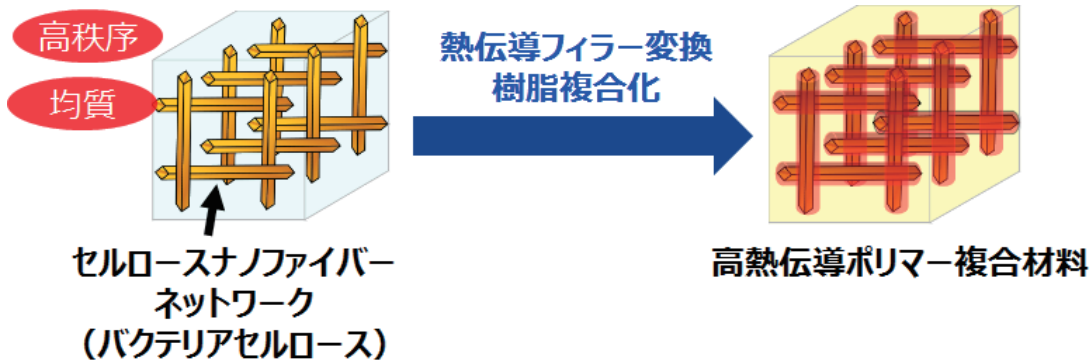 高秩序
均質
熱伝導フィラー変換
樹脂複合化
セルロースナノファイバー
ネットワーク
（バクテリアセルロース）
高熱伝導ポリマー複合材料